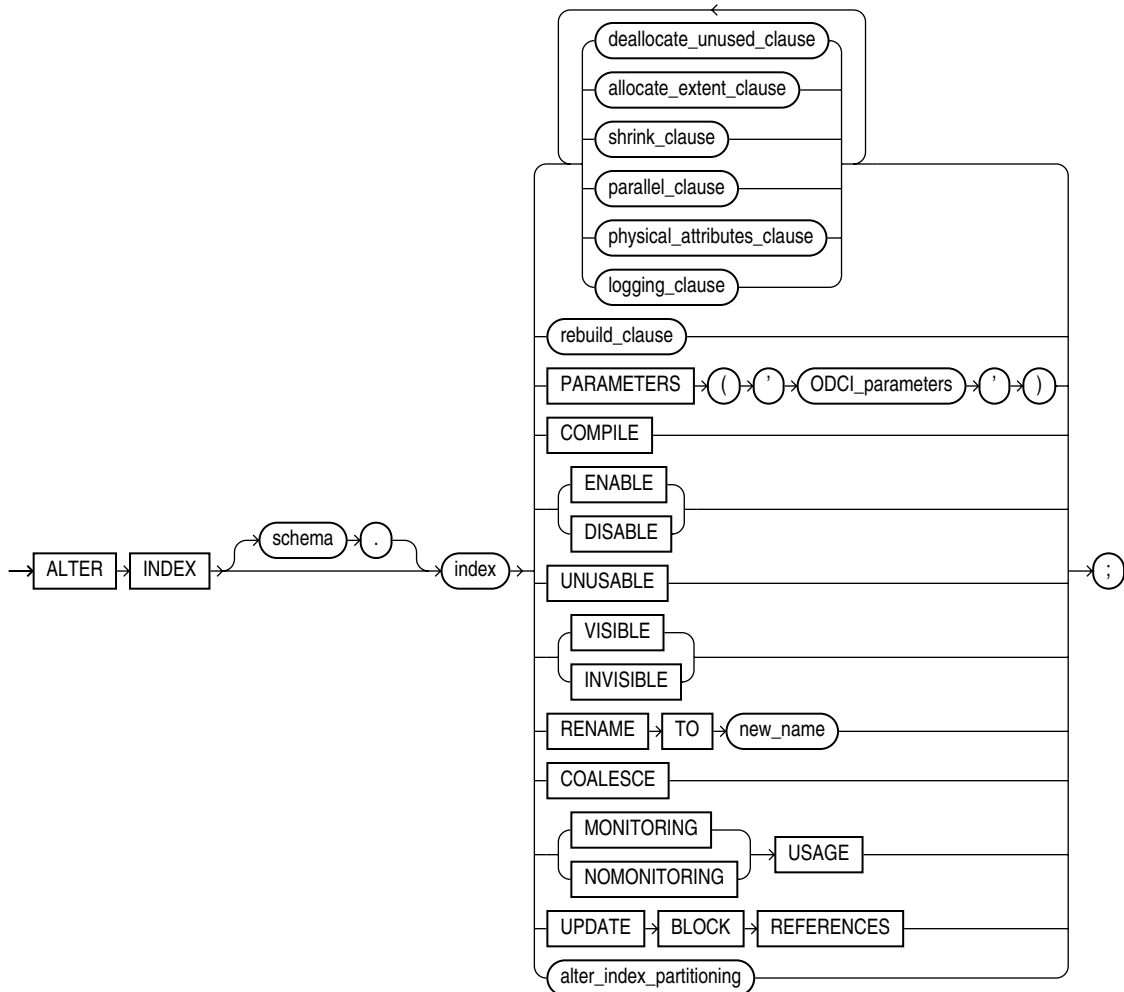 deallocate_unused_clause
allocate_extent_clause
shrink_clause
parallel_clause
physical_attributes_clause
logging_clause
rebuild_clause
PARAMETERS ( ' ODCI_parameters ' )
COMPILE
ENABLE
DISABLE
ALTER INDEX schema . index
UNUSABLE
;
VISIBLE
INVISIBLE
RENAME TO new_name
COALESCE
MONITORING
NOMONITORING
USAGE
UPDATE BLOCK REFERENCES
alter_index_partitioning